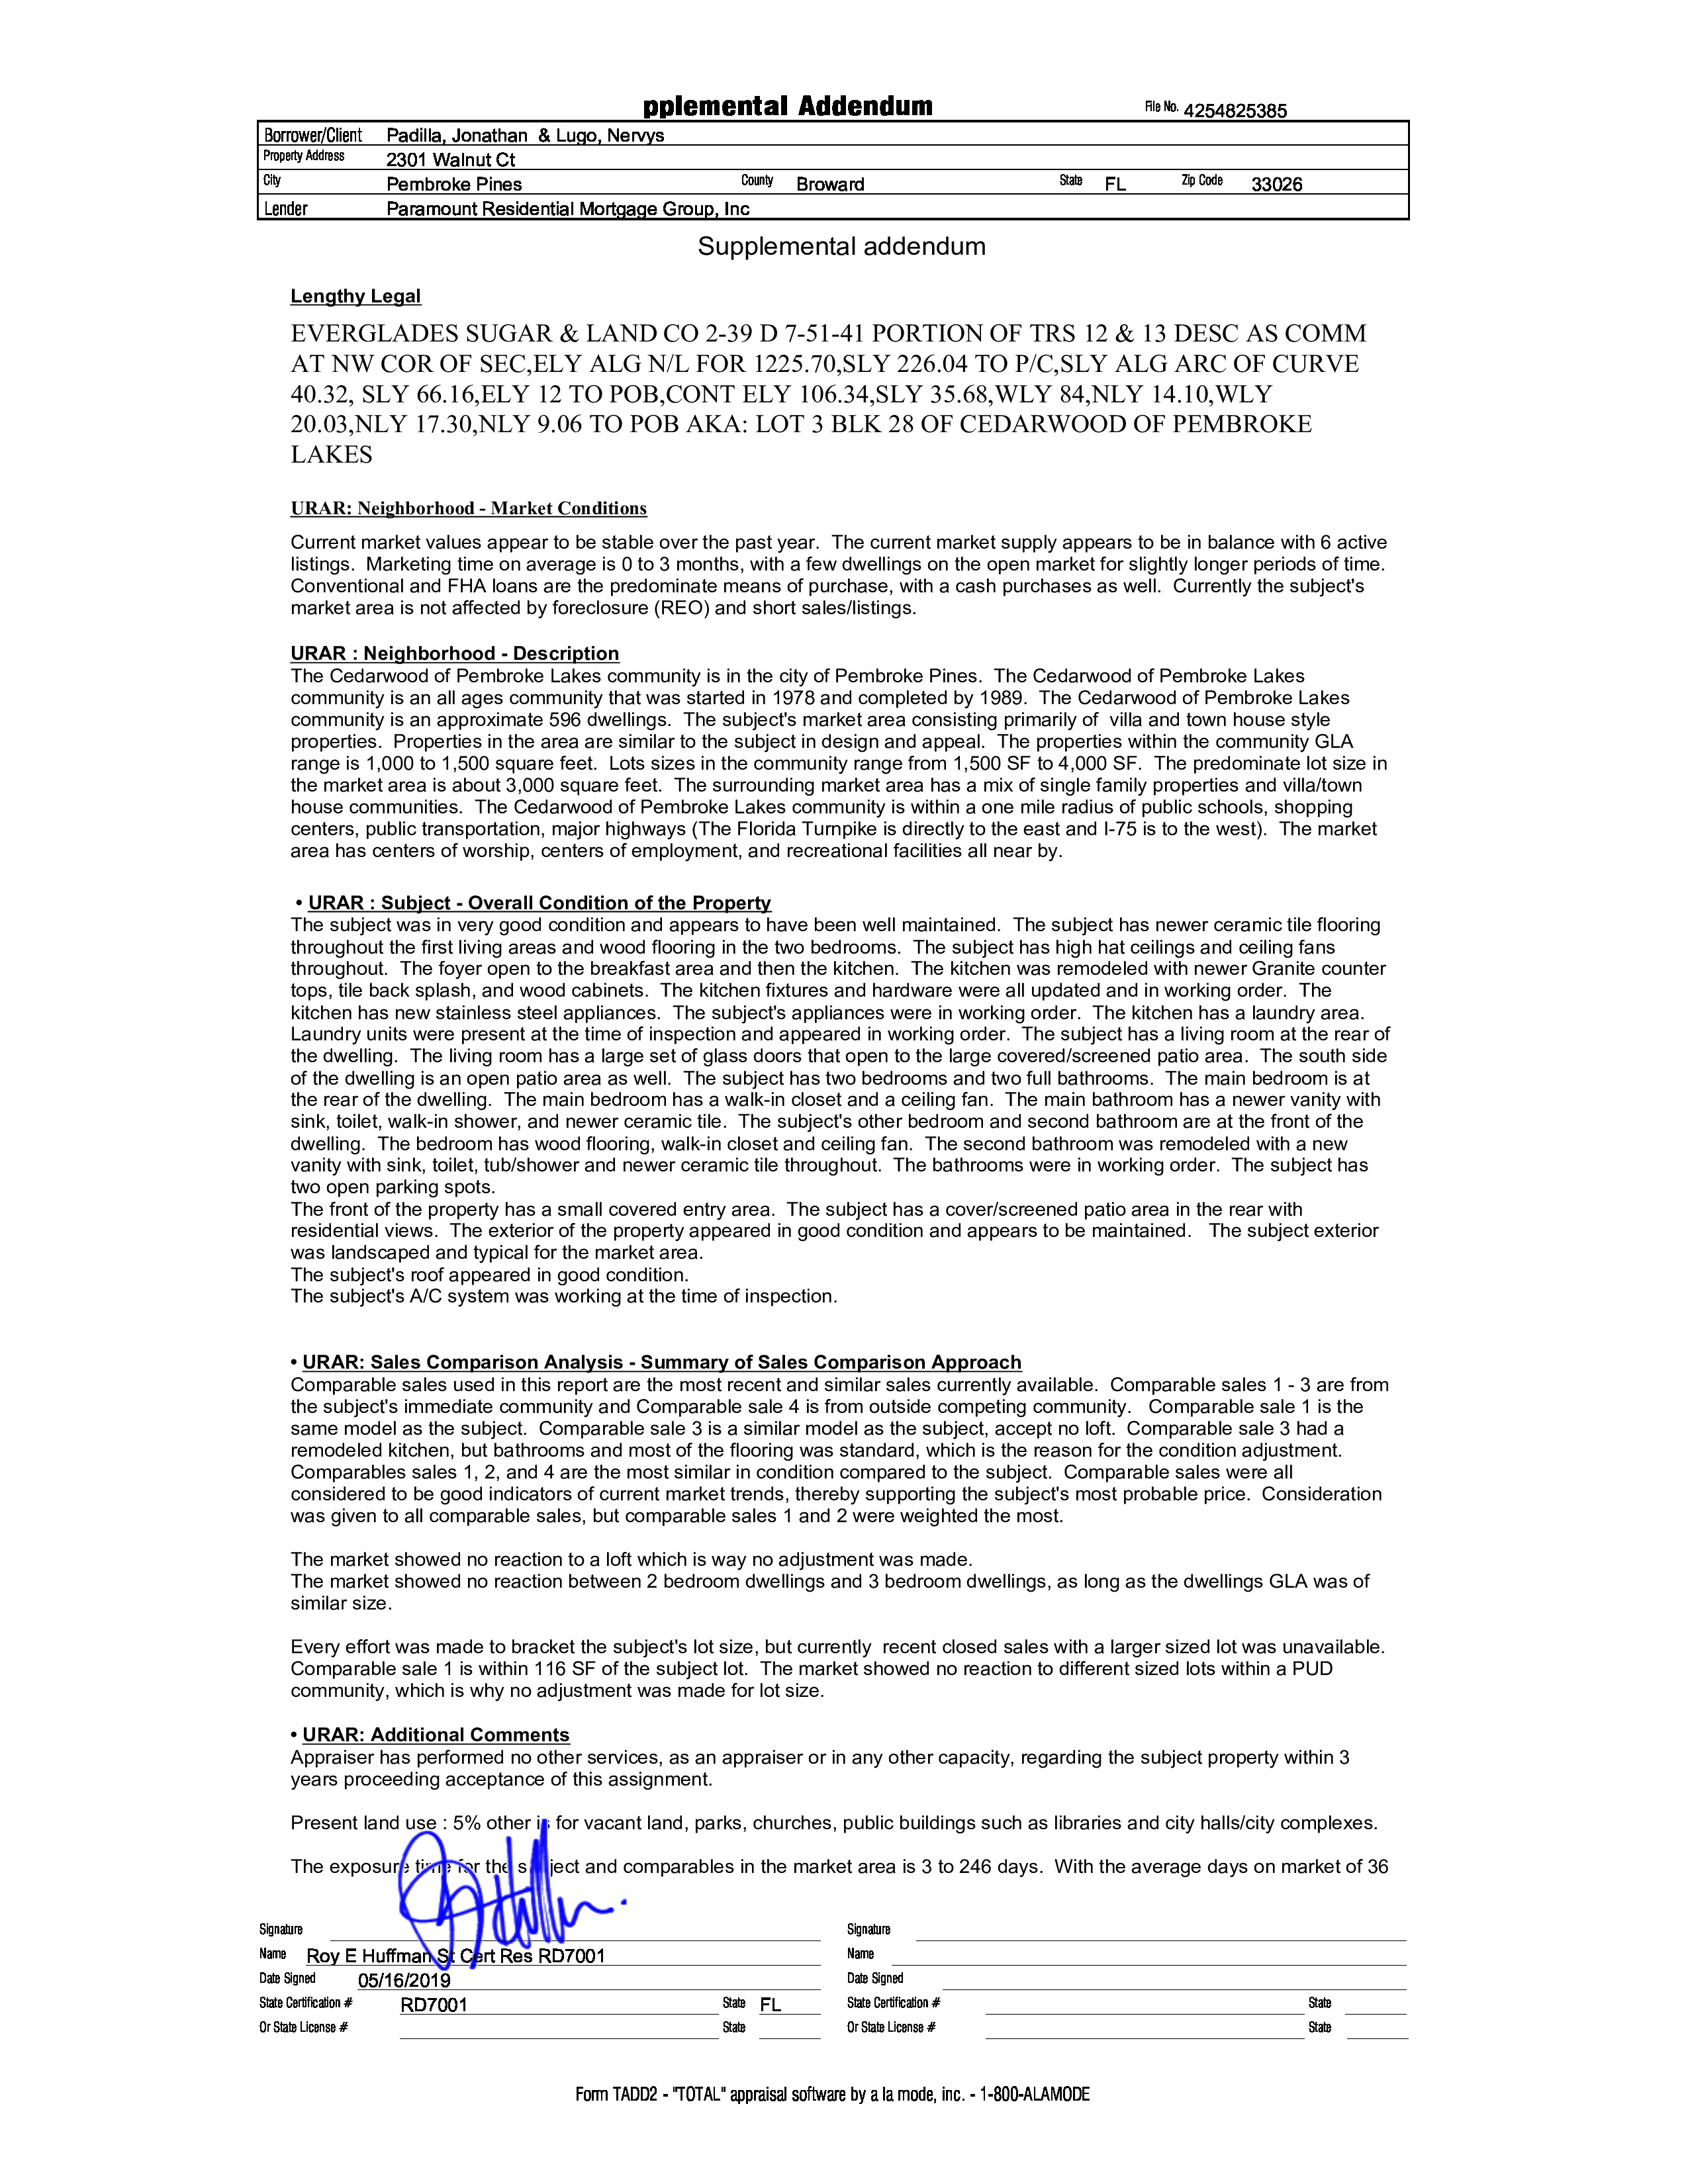 pplemental Addendum File No. 4254825385
Borrower/Client Padilla, Jonathan & Lugo, Nervys
Property Address 2301 Walnut Ct
City Pembroke Pines County Broward State FL Zip Code 33026
Lender Paramount Residential Mortgage Group, Inc
Supplemental addendum
Lengthy Legal
EVERGLADES SUGAR & LAND CO 2-39 D 7-51-41 PORTION OF TRS 12 & 13 DESC AS COMM
AT NW COR OF SEC,ELY ALG N/L FOR 1225.70,SLY 226.04 TO P/C,SLY ALG ARC OF CURVE
40.32, SLY 66.16,ELY 12 TO POB,CONT ELY 106.34,SLY 35.68,WLY 84,NLY 14.10,WLY
20.03,NLY 17.30,NLY 9.06 TO POB AKA: LOT 3 BLK 28 OF CEDARWOOD OF PEMBROKE
LAKES
URAR: Neighborhood - Market Conditions
Current market values appear to be stable over the past year. The current market supply appears to be in balance with 6 active
listings. Marketing time on average is 0 to 3 months, with a few dwellings on the open market for slightly longer periods of time.
Conventional and FHA loans are the predominate means of purchase, with a cash purchases as well. Currently the subject's
market area is not affected by foreclosure (REO) and short sales/listings.
URAR : Neighborhood - Description
The Cedarwood of Pembroke Lakes community is in the city of Pembroke Pines. The Cedarwood of Pembroke Lakes
community is an all ages community that was started in 1978 and completed by 1989. The Cedarwood of Pembroke Lakes
community is an approximate 596 dwellings. The subject's market area consisting primarily of villa and town house style
properties. Properties in the area are similar to the subject in design and appeal. The properties within the community GLA
range is 1,000 to 1,500 square feet. Lots sizes in the community range from 1,500 SF to 4,000 SF. The predominate lot size in
the market area is about 3,000 square feet. The surrounding market area has a mix of single family properties and villa/town
house communities. The Cedarwood of Pembroke Lakes community is within a one mile radius of public schools, shopping
centers, public transportation, major highways (The Florida Turnpike is directly to the east and I-75 is to the west). The market
area has centers of worship, centers of employment, and recreational facilities all near by.
• URAR : Subject - Overall Condition of the Property
The subject was in very good condition and appears to have been well maintained. The subject has newer ceramic tile flooring
throughout the first living areas and wood flooring in the two bedrooms. The subject has high hat ceilings and ceiling fans
throughout. The foyer open to the breakfast area and then the kitchen. The kitchen was remodeled with newer Granite counter
tops, tile back splash, and wood cabinets. The kitchen fixtures and hardware were all updated and in working order. The
kitchen has new stainless steel appliances. The subject's appliances were in working order. The kitchen has a laundry area.
Laundry units were present at the time of inspection and appeared in working order. The subject has a living room at the rear of
the dwelling. The living room has a large set of glass doors that open to the large covered/screened patio area. The south side
of the dwelling is an open patio area as well. The subject has two bedrooms and two full bathrooms. The main bedroom is at
the rear of the dwelling. The main bedroom has a walk-in closet and a ceiling fan. The main bathroom has a newer vanity with
sink, toilet, walk-in shower, and newer ceramic tile. The subject's other bedroom and second bathroom are at the front of the
dwelling. The bedroom has wood flooring, walk-in closet and ceiling fan. The second bathroom was remodeled with a new
vanity with sink, toilet, tub/shower and newer ceramic tile throughout. The bathrooms were in working order. The subject has
two open parking spots.
The front of the property has a small covered entry area. The subject has a cover/screened patio area in the rear with
residential views. The exterior of the property appeared in good condition and appears to be maintained. The subject exterior
was landscaped and typical for the market area.
The subject's roof appeared in good condition.
The subject's A/C system was working at the time of inspection.
• URAR: Sales Comparison Analysis - Summary of Sales Comparison Approach
Comparable sales used in this report are the most recent and similar sales currently available. Comparable sales 1 - 3 are from
the subject's immediate community and Comparable sale 4 is from outside competing community. Comparable sale 1 is the
same model as the subject. Comparable sale 3 is a similar model as the subject, accept no loft. Comparable sale 3 had a
remodeled kitchen, but bathrooms and most of the flooring was standard, which is the reason for the condition adjustment.
Comparables sales 1, 2, and 4 are the most similar in condition compared to the subject. Comparable sales were all
considered to be good indicators of current market trends, thereby supporting the subject's most probable price. Consideration
was given to all comparable sales, but comparable sales 1 and 2 were weighted the most.
The market showed no reaction to a loft which is way no adjustment was made.
The market showed no reaction between 2 bedroom dwellings and 3 bedroom dwellings, as long as the dwellings GLA was of
similar size.
Every effort was made to bracket the subject's lot size, but currently recent closed sales with a larger sized lot was unavailable.
Comparable sale 1 is within 116 SF of the subject lot. The market showed no reaction to different sized lots within a PUD
community, which is why no adjustment was made for lot size.
• URAR: Additional Comments
Appraiser has performed no other services, as an appraiser or in any other capacity, regarding the subject property within 3
years proceeding acceptance of this assignment.
Present land use : 5% other is for vacant land, parks, churches, public buildings such as libraries and city halls/city complexes.
The exposure time for the subject and comparables in the market area is 3 to 246 days. With the average days on market of 36
Signature Signature
Name Roy E Huffman St Cert Res RD7001 Name
Date Signed 05/16/2019 Date Signed
State Certification # RD7001 State FL State Certification # State
Or State License # State Or State License # State
Form TADD2 - "TOTAL" appraisal software by a la mode, inc. - 1-800-ALAMODE